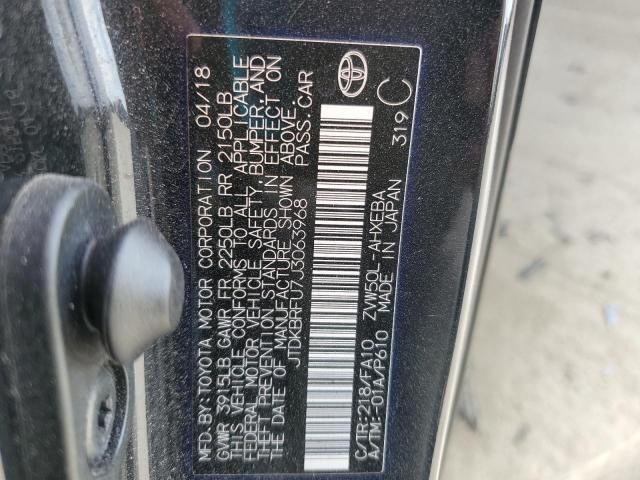 MFD.BY:TOYOTA MOTOR CORPORATION 04/18
GVWR 3915LB GAWR FR 2250LB RR 2150LB
THIS VEHICLE CONFORMS TO ALL APPLICABLE
FEDERAL MOTOR VEHICLE SAFETY,BUMPER,AND
THEFT PREVENTION STANDARDS IN EFFECT ON
THE DATE OF MANUFACTURE SHOWN ABOVE.
JTDKBRFU7J3063968 PASS.CAR
C/TR:218/FA10 ZVW50L-AHXEBA
A/TM:-01A/P610 MADE IN JAPAN 319 C